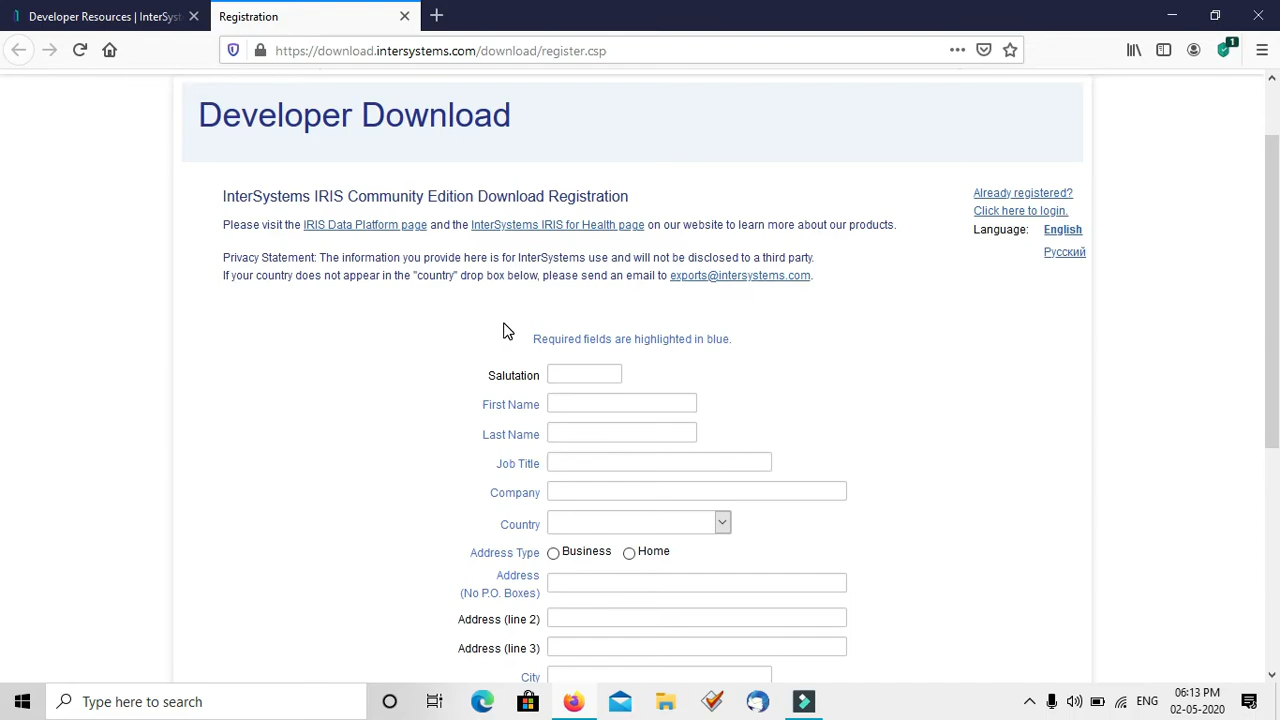 Developer Resources | InterSyst
Registration
https://download.intersystems.com/download/register.csp
1
Developer Download
InterSystems IRIS Community Edition Download Registration
Already registered?
Click here to login.
Please visit the IRIS Data Platform page and the InterSystems IRIS for Health page on our website to learn more about our products.
Language: English
Русский
Privacy Statement: The information you provide here is for InterSystems use and will not be disclosed to a third party.
If your country does not appear in the "country" drop box below, please send an email to exports@intersystems.com.
Required fields are highlighted in blue.
Salutation
First Name
Last Name
Job Title
Company
Country
Address Type Business Home
Address
(No P.O. Boxes)
Address (line 2)
Address (line 3)
City
Type here to search
ENG
06:13 PM
02-05-2020